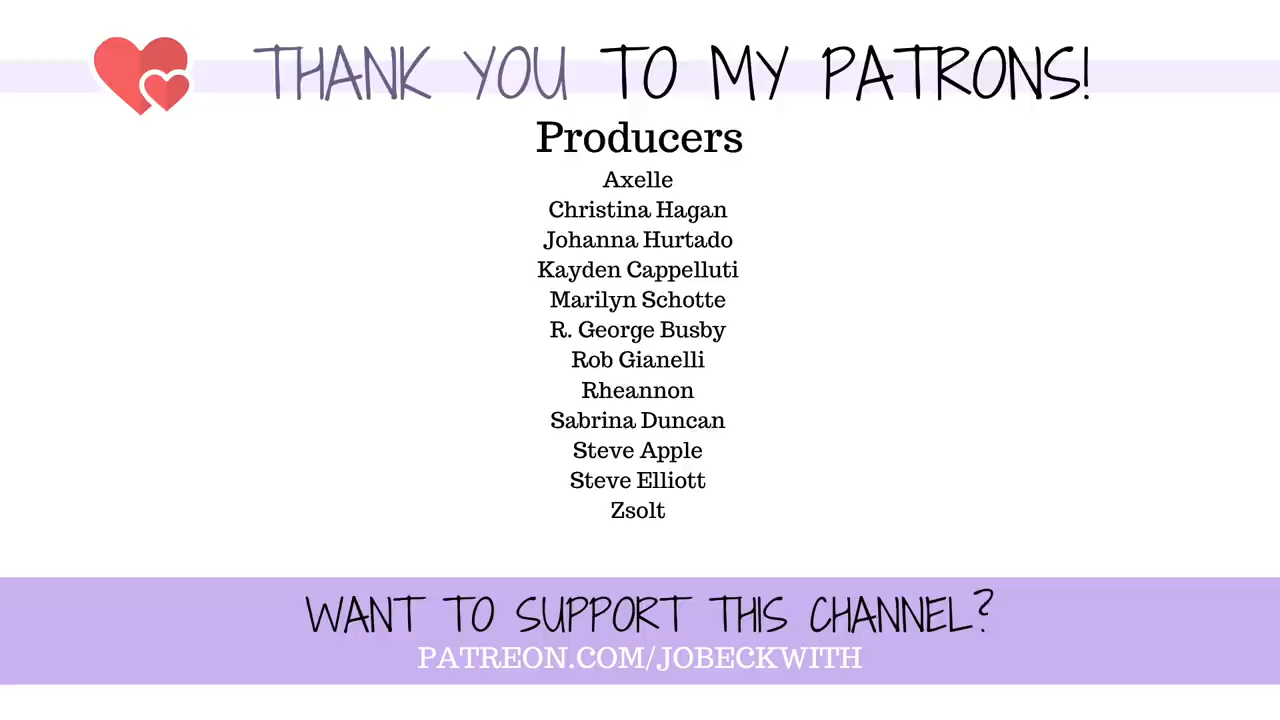 THANK YOU TO MY PATRONS!
Producers
Axelle
Christina Hagan
Johanna Hurtado
Kayden Cappelluti
Marilyn Schotte
R. George Busby
Rob Gianelli
Rheannon
Sabrina Duncan
Steve Apple
Steve Elliott
Zsolt
WANT TO SUPPORT THIS CHANNEL?
PATREON.COM/JOBECKWITH